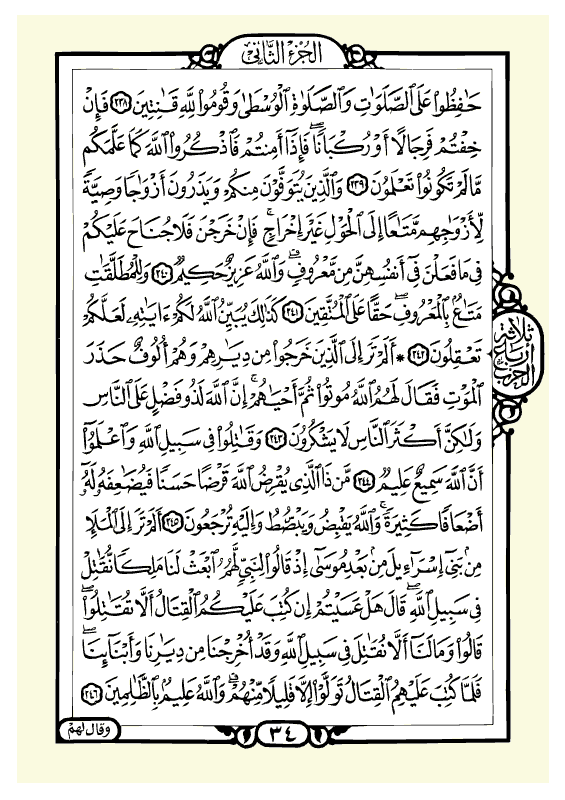 الجزء الثاني
حَٰفِظُوا۟ عَلَى ٱلصَّلَوَٰتِ وَٱلصَّلَوٰةِ ٱلْوُسْطَىٰ وَقُومُوا۟ لِلَّهِ قَٰنِتِينَ ٢٣٨ فَإِنْ
خِفْتُمْ فَرِجَالًا أَوْ رُكْبَانًا ۖ فَإِذَآ أَمِنتُمْ فَٱذْكُرُوا۟ ٱللَّهَ كَمَا عَلَّمَكُم
مَّا لَمْ تَكُونُوا۟ تَعْلَمُونَ ٢٣٩ وَٱلَّذِينَ يُتَوَفَّوْنَ مِنكُمْ وَيَذَرُونَ أَزْوَٰجًا وَصِيَّةً
لِّأَزْوَٰجِهِم مَّتَٰعًا إِلَى ٱلْحَوْلِ غَيْرَ إِخْرَاجٍ ۚ فَإِنْ خَرَجْنَ فَلَا جُنَاحَ عَلَيْكُمْ
فِى مَا فَعَلْنَ فِىٓ أَنفُسِهِنَّ مِن مَّعْرُوفٍ ۗ وَٱللَّهُ عَزِيزٌ حَكِيمٌ ٢٤٠ وَلِلْمُطَلَّقَٰتِ
مَتَٰعٌۢ بِٱلْمَعْرُوفِ ۖ حَقًّا عَلَى ٱلْمُتَّقِينَ ٢٤١ كَذَٰلِكَ يُبَيِّنُ ٱللَّهُ لَكُمْ ءَايَٰتِهِۦ لَعَلَّكُمْ
تَعْقِلُونَ ٢٤٢ * أَلَمْ تَرَ إِلَى ٱلَّذِينَ خَرَجُوا۟ مِن دِيَٰرِهِمْ وَهُمْ أُلُوفٌ حَذَرَ
ٱلْمَوْتِ فَقَالَ لَهُمُ ٱللَّهُ مُوتُوا۟ ثُمَّ أَحْيَٰهُمْ ۚ إِنَّ ٱللَّهَ لَذُو فَضْلٍ عَلَى ٱلنَّاسِ
وَلَٰكِنَّ أَكْثَرَ ٱلنَّاسِ لَا يَشْكُرُونَ ٢٤٣ وَقَٰتِلُوا۟ فِى سَبِيلِ ٱللَّهِ وَٱعْلَمُوٓا۟
أَنَّ ٱللَّهَ سَمِيعٌ عَلِيمٌ ٢٤٤ مَّن ذَا ٱلَّذِى يُقْرِضُ ٱللَّهَ قَرْضًا حَسَنًا فَيُضَٰعِفَهُۥ لَهُۥٓ
أَضْعَافًا كَثِيرَةً ۚ وَٱللَّهُ يَقْبِضُ وَيَبْصُۜطُ وَإِلَيْهِ تُرْجَعُونَ ٢٤٥ أَلَمْ تَرَ إِلَى ٱلْمَلَإِ
مِنۢ بَنِىٓ إِسْرَٰٓءِيلَ مِنۢ بَعْدِ مُوسَىٰٓ إِذْ قَالُوا۟ لِنَبِىٍّ لَّهُمُ ٱبْعَثْ لَنَا مَلِكًا نُّقَٰتِلْ
فِى سَبِيلِ ٱللَّهِ ۖ قَالَ هَلْ عَسَيْتُمْ إِن كُتِبَ عَلَيْكُمُ ٱلْقِتَالُ أَلَّا تُقَٰتِلُوا۟ ۖ
قَالُوا۟ وَمَا لَنَآ أَلَّا نُقَٰتِلَ فِى سَبِيلِ ٱللَّهِ وَقَدْ أُخْرِجْنَا مِن دِيَٰرِنَا وَأَبْنَآئِنَا ۖ
فَلَمَّا كُتِبَ عَلَيْهِمُ ٱلْقِتَالُ تَوَلَّوْا۟ إِلَّا قَلِيلًا مِّنْهُمْ ۗ وَٱللَّهُ عَلِيمٌۢ بِٱلظَّٰلِمِينَ ٢٤٦
ثلاثة
أرباع
الحزب
٣٤
وقال لهم